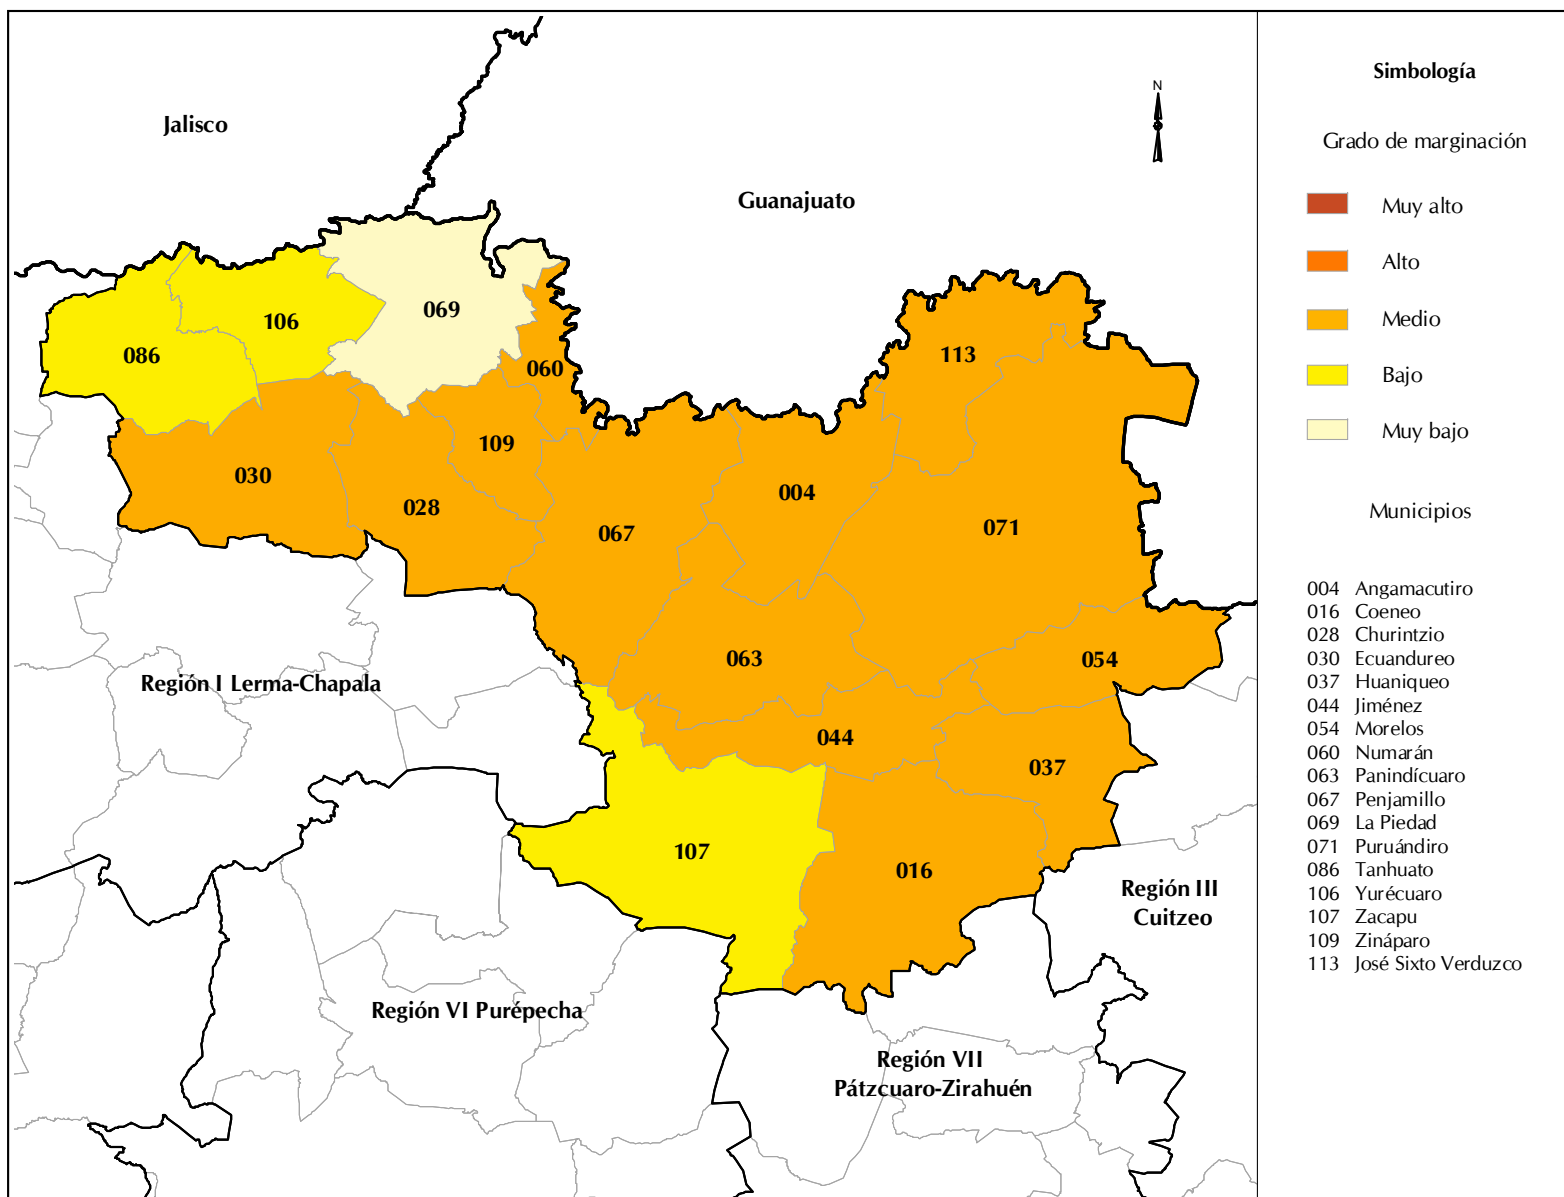 Jalisco
Guanajuato
N
069
106
086
060
113
109
030
028
004
067
071
063
054
044
037
107
016
Región I Lerma-Chapala
Región III
Cuitzeo
Región VI Purépecha
Región VII
Pátzcuaro-Zirahuén
Simbología
Grado de marginación
Muy alto
Alto
Medio
Bajo
Muy bajo
Municipios
004 Angamacutiro
016 Coeneo
028 Churintzio
030 Ecuandureo
037 Huaniqueo
044 Jiménez
054 Morelos
060 Numarán
063 Panindícuaro
067 Penjamillo
069 La Piedad
071 Puruándiro
086 Tanhuato
106 Yurécuaro
107 Zacapu
109 Zináparo
113 José Sixto Verduzco